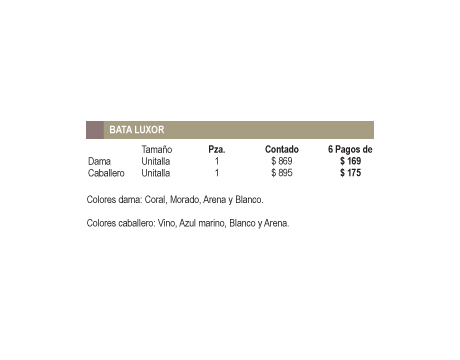 BATA LUXOR
Tamaño Pza. Contado 6 Pagos de
Dama Unitalla 1 $ 869 $ 169
Caballero Unitalla 1 $ 895 $ 175
Colores dama: Coral, Morado, Arena y Blanco.
Colores caballero: Vino, Azul marino, Blanco y Arena.